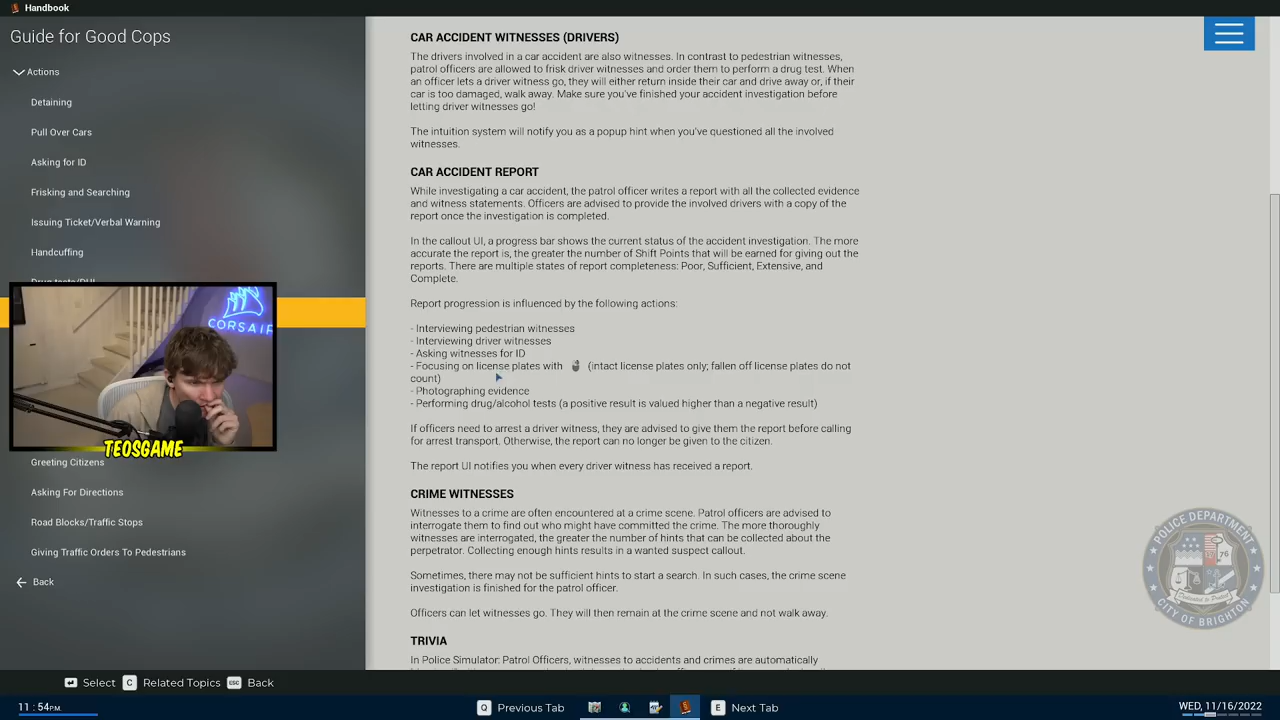 Handbook
Guide for Good Cops
Actions
Detaining
Pull Over Cars
Asking for ID
Frisking and Searching
Issuing Ticket/Verbal Warning
Handcuffing
CORSAIR
TEOSGAME
Greeting Citizens
Asking For Directions
Road Blocks/Traffic Stops
Giving Traffic Orders To Pedestrians
Back
CAR ACCIDENT WITNESSES (DRIVERS)
The drivers involved in a car accident are also witnesses. In contrast to pedestrian witnesses,
patrol officers are allowed to frisk driver witnesses and order them to perform a drug test. When
an officer lets a driver witness go, they will either return inside their car and drive away or, if their
car is too damaged, walk away. Make sure you've finished your accident investigation before
letting driver witnesses go!
The intuition system will notify you as a popup hint when you've questioned all the involved
witnesses.
CAR ACCIDENT REPORT
While investigating a car accident, the patrol officer writes a report with all the collected evidence
and witness statements. Officers are advised to provide the involved drivers with a copy of the
report once the investigation is completed.
In the callout UI, a progress bar shows the current status of the accident investigation. The more
accurate the report is, the greater the number of Shift Points that will be earned for giving out the
reports. There are multiple states of report completeness: Poor, Sufficient, Extensive, and
Complete.
Report progression is influenced by the following actions:
- Interviewing pedestrian witnesses
- Interviewing driver witnesses
- Asking witnesses for ID
- Focusing on license plates with (intact license plates only; fallen off license plates do not
count)
- Photographing evidence
- Performing drug/alcohol tests (a positive result is valued higher than a negative result)
If officers need to arrest a driver witness, they are advised to give them the report before calling
for arrest transport. Otherwise, the report can no longer be given to the citizen.
The report UI notifies you when every driver witness has received a report.
CRIME WITNESSES
Witnesses to a crime are often encountered at a crime scene. Patrol officers are advised to
interrogate them to find out who might have committed the crime. The more thoroughly
witnesses are interrogated, the greater the number of hints that can be collected about the
perpetrator. Collecting enough hints results in a wanted suspect callout.
Sometimes, there may not be sufficient hints to start a search. In such cases, the crime scene
investigation is finished for the patrol officer.
Officers can let witnesses go. They will then remain at the crime scene and not walk away.
TRIVIA
In Police Simulator: Patrol Officers, witnesses to accidents and crimes are automatically
POLICE DEPARTMENT
17 76
CITY OF BRIGHTON
Select C Related Topics ESC Back
11 : 54 P.M.
Q Previous Tab
E Next Tab
WED, 11/16/2022